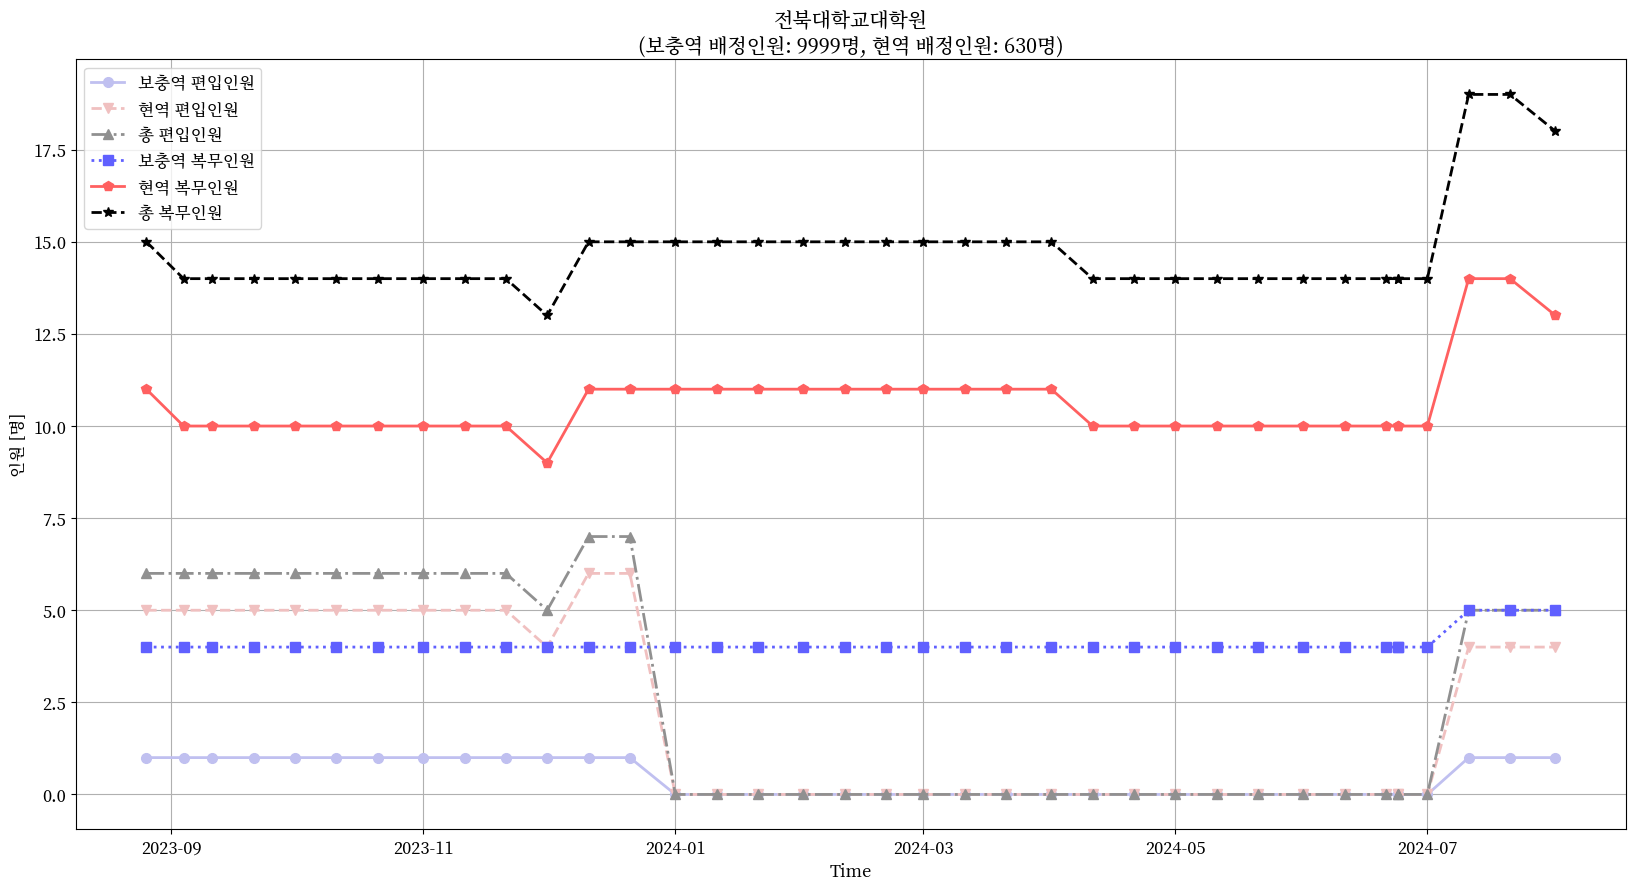 전북대학교대학원
(보충역 배정인원: 9999명, 현역 배정인원: 630명)
보충역 편입인원
현역 편입인원
총 편입인원
보충역 복무인원
현역 복무인원
총 복무인원
인원 [명]
17.5
15.0
12.5
10.0
7.5
5.0
2.5
0.0
2023-09
2023-11
2024-01
2024-03
2024-05
2024-07
Time